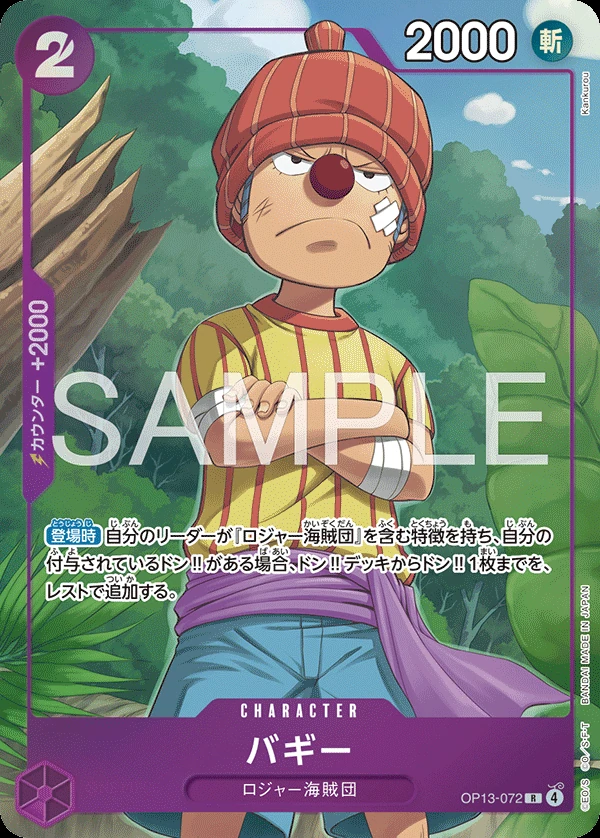 2
2000
斬
Kankurou
カウンター +2000
SAMPLE
登場時 自分のリーダーが『ロジャー海賊団』を含む特徴を持ち、自分の
付与されているドン!!がある場合、ドン!!デッキからドン!!1枚までを、
レストで追加する。
©E.O/S ©O/S・F・T BANDAI MADE IN JAPAN
CHARACTER
バギー
ロジャー海賊団
OP13-072 R 4